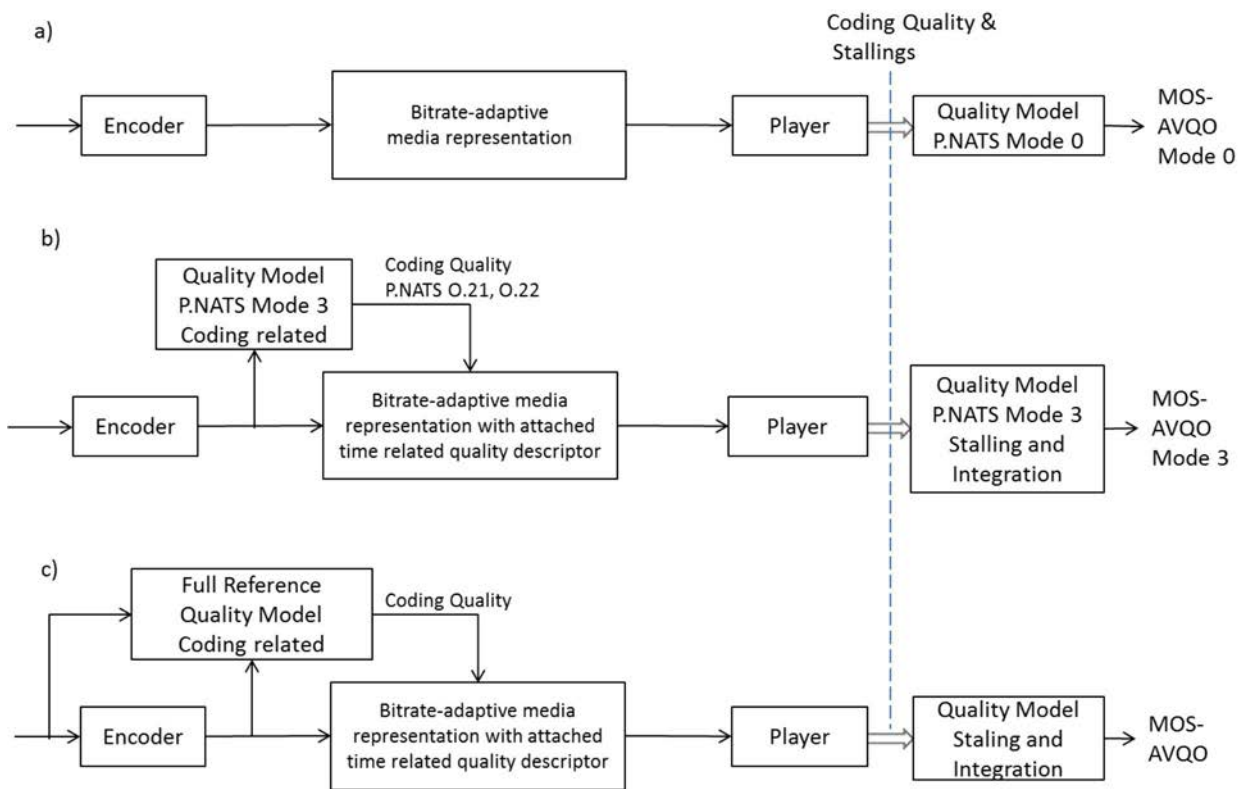 a)
Coding Quality &
Stallings
Encoder
Bitrate-adaptive
media representation
Player
Quality Model
P.NATS Mode 0
MOS-
AVQO
Mode 0
b)
Quality Model
P.NATS Mode 3
Coding related
Coding Quality
P.NATS O.21, O.22
Encoder
Bitrate-adaptive media
representation with attached
time related quality descriptor
Player
Quality Model
P.NATS Mode 3
Stalling and
Integration
MOS-
AVQO
Mode 3
c)
Full Reference
Quality Model
Coding related
Coding Quality
Encoder
Bitrate-adaptive media
representation with attached
time related quality descriptor
Player
Quality Model
Staling and
Integration
MOS-
AVQO